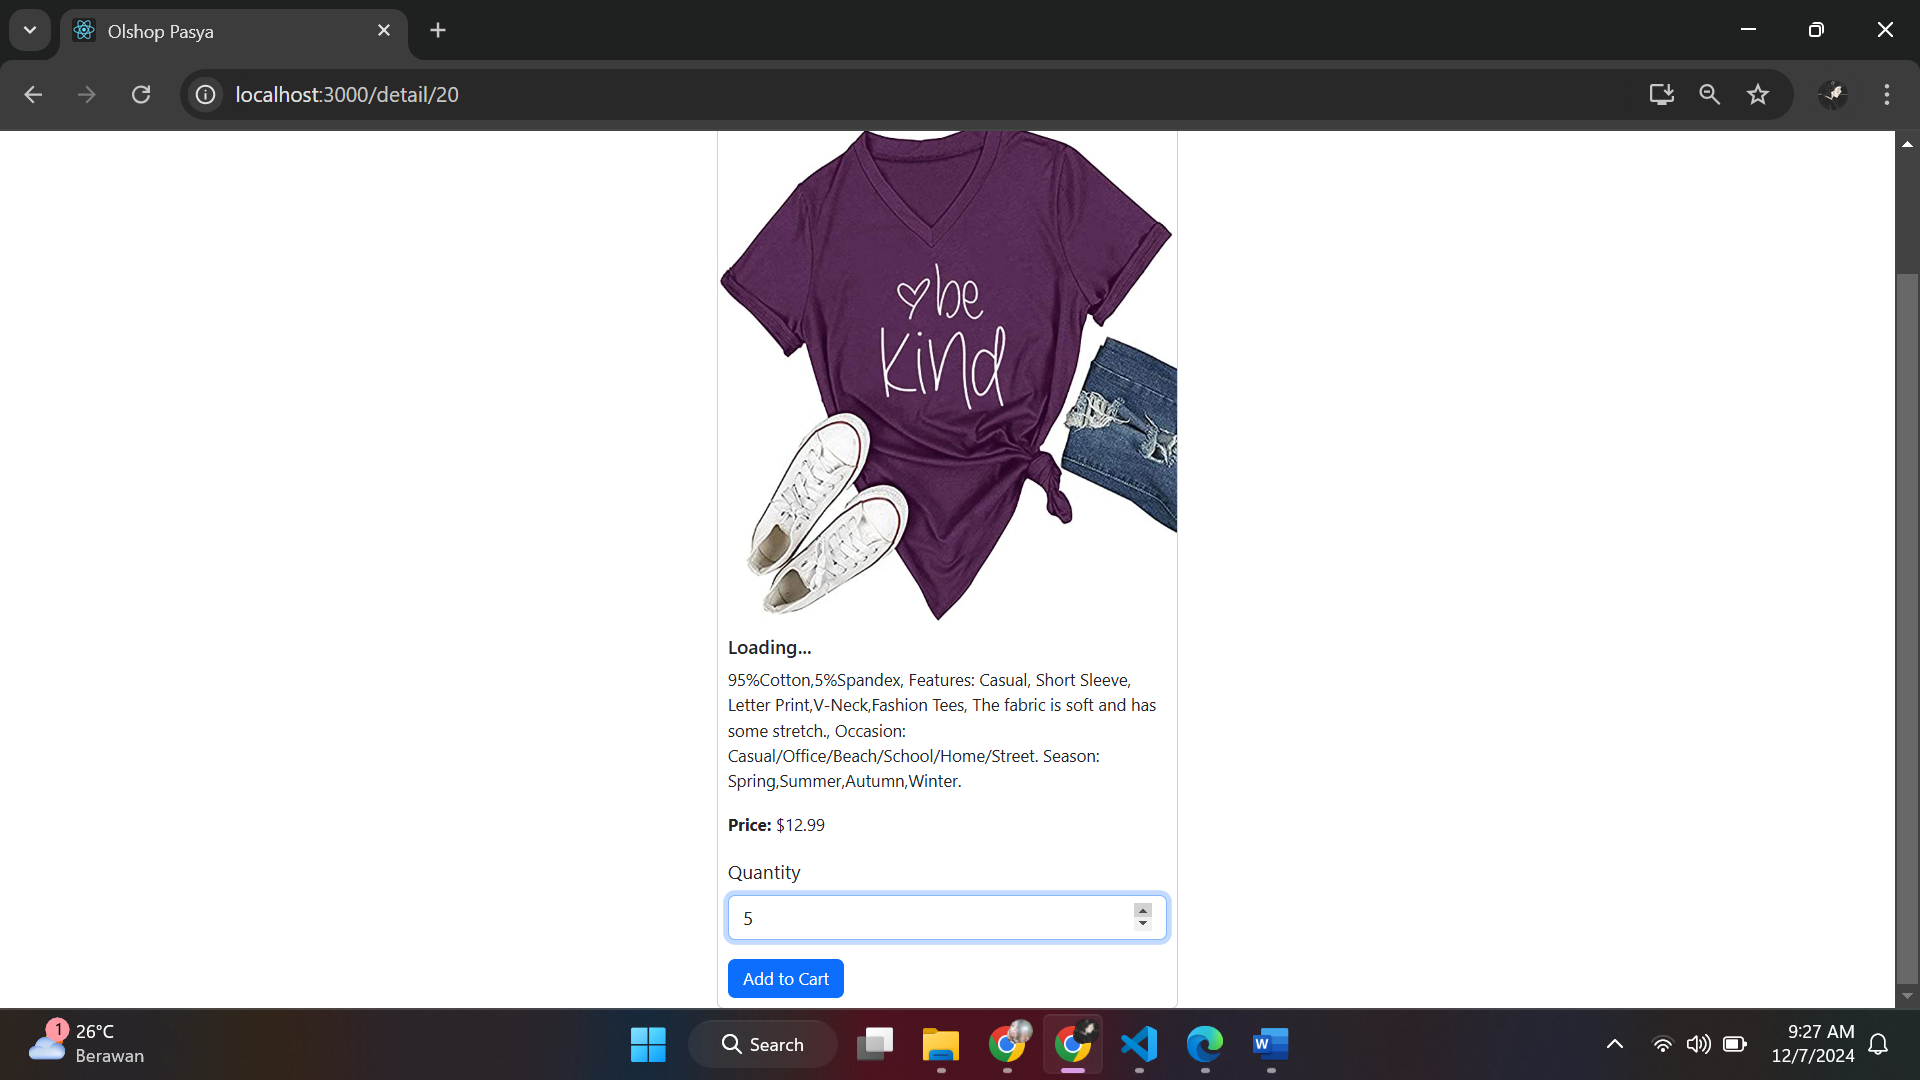 Olshop Pasya
localhost:3000/detail/20
be
kind
Loading...
95%Cotton,5%Spandex, Features: Casual, Short Sleeve,
Letter Print,V-Neck,Fashion Tees, The fabric is soft and has
some stretch., Occasion:
Casual/Office/Beach/School/Home/Street. Season:
Spring,Summer,Autumn,Winter.
Price: $12.99
Quantity
5
Add to Cart
1
26°C
Berawan
Search
W
9:27 AM
12/7/2024